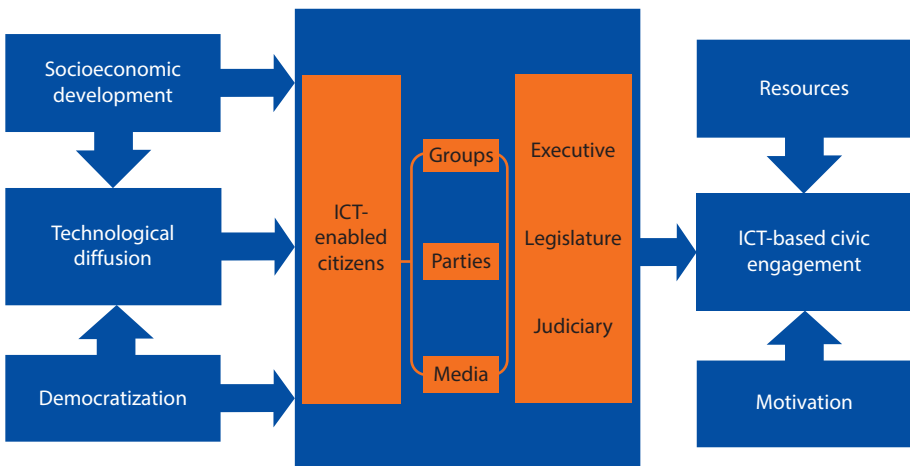 Socioeconomic
development
Technological
diffusion
Democratization
ICT-
enabled
citizens
Groups
Parties
Media
Executive
Legislature
Judiciary
Resources
ICT-based civic
engagement
Motivation